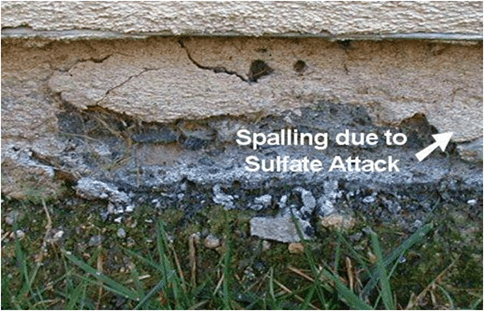 Spalling due to
Sulfate Attack